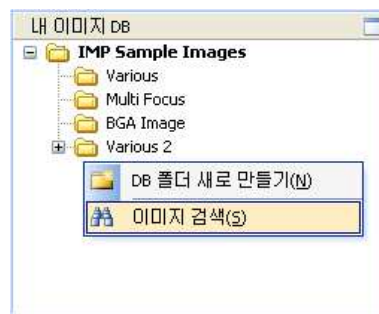 내 이미지 DB
IMP Sample Images
Various
Multi Focus
BGA Image
Various 2
DB 폴더 새로 만들기(N)
이미지 검색(S)